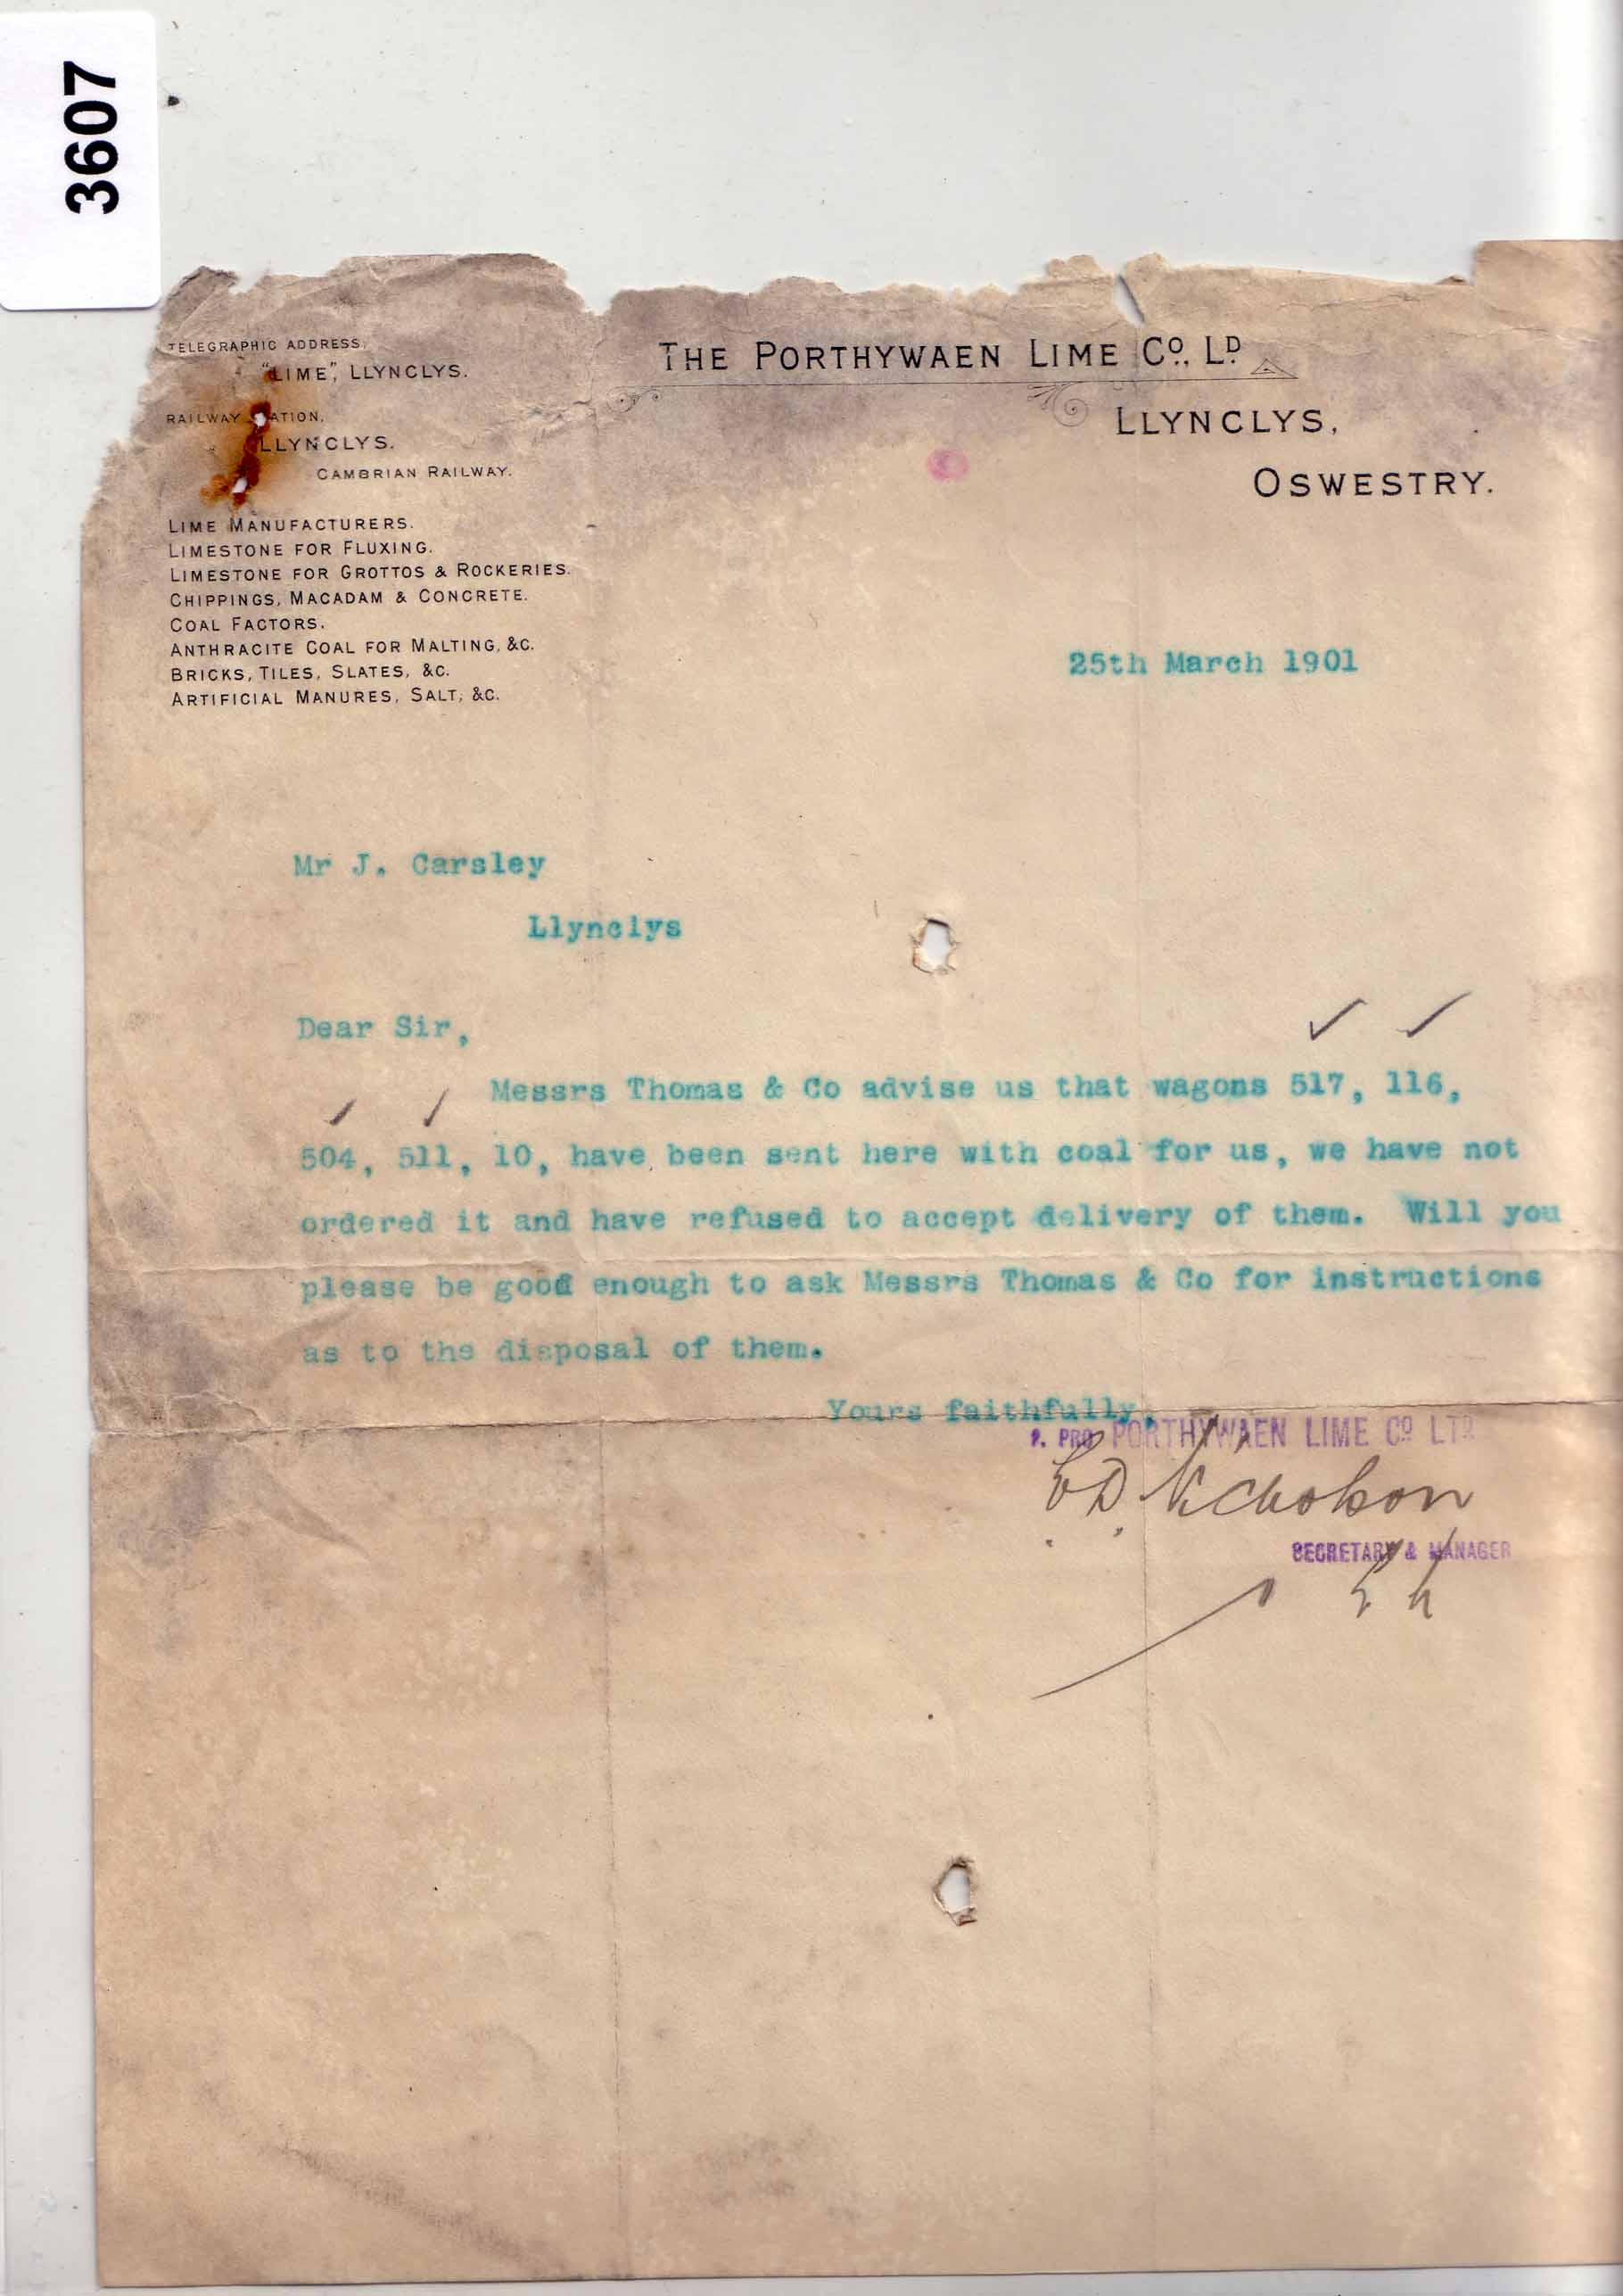 3607
TELEGRAPHIC ADDRESS,
"LIME", LLYNCLYS.
RAILWAY STATION,
LLYNCLYS.
CAMBRIAN RAILWAY.
LIME MANUFACTURERS.
LIMESTONE FOR FLUXING.
LIMESTONE FOR GROTTOS & ROCKERIES.
CHIPPINGS, MACADAM & CONCRETE.
COAL FACTORS.
ANTHRACITE COAL FOR MALTING, &C.
BRICKS, TILES, SLATES, &C.
ARTIFICIAL MANURES, SALT, &C.
THE PORTHYWAEN LIME CO., LD
LLYNCLYS,
OSWESTRY.
25th March 1901
Mr J. Carsley
Llynclys
Dear Sir,
Messrs Thomas & Co advise us that wagons 517, 116,
504, 511, 10, have been sent here with coal for us, we have not
ordered it and have refused to accept delivery of them. Will you
please be good enough to ask Messrs Thomas & Co for instructions
as to the disposal of them.
Yours faithfully,
P. PRO PORTHYWAEN LIME CO LTD
E D Nicholson
SECRETARY & MANAGER